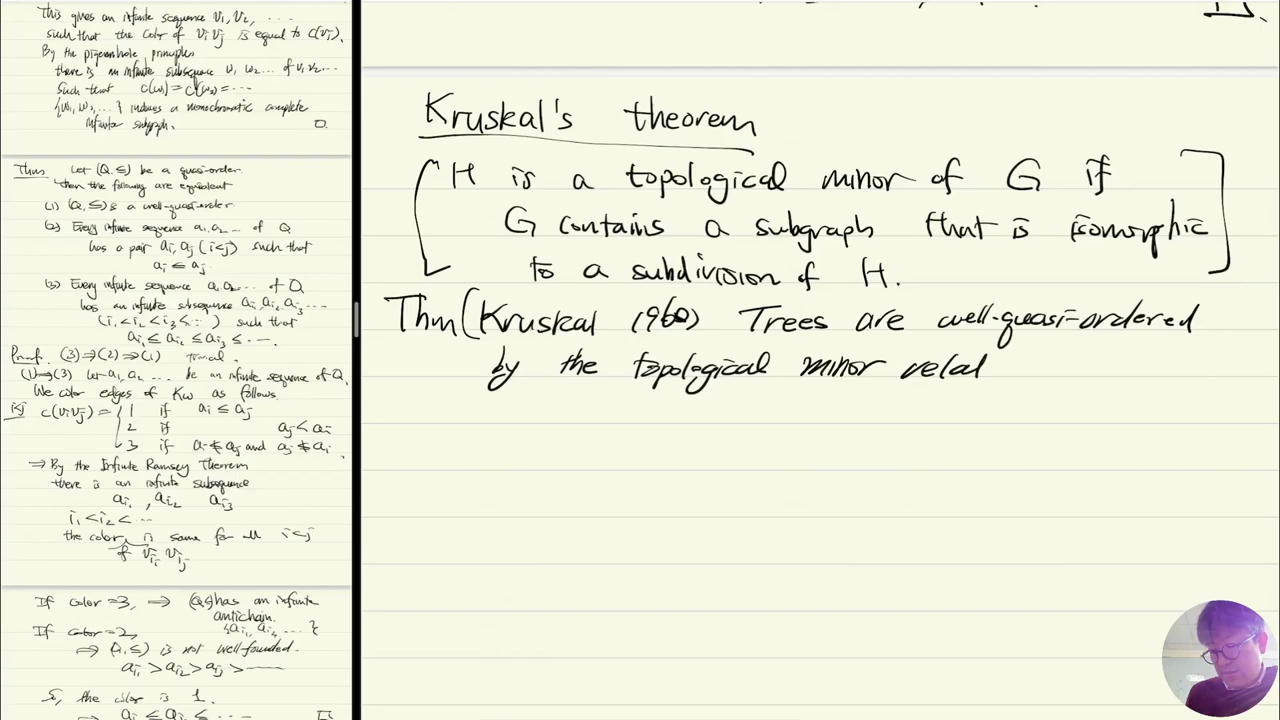 This gives an infinite sequence v1, v2, ....
such that the color of vi vj is equal to c(vi).
By the pigeonhole principle
there is an infinite subsequence w1, w2 ... of v1 v2...
Such that c(w1) = c(w2) = ...
{w1, w2, ...} induces a monochromatic complete
infinite subgraph. □
Thm Let (Q, ≤) be a quasi-order.
then the following are equivalent
(1) (Q, ≤) is a well-quasi-order
(2) Every infinite sequence a1, a2 ... of Q
has a pair ai, aj (i<j) such that
ai ≤ aj
(3) Every infinite sequence a1, a2 ... of Q
has an infinite subsequence ai1, ai2, ai3 ...
(i1 < i2 < i3 < ...) such that
ai1 ≤ ai2 ≤ ai3 ≤ ....
Proof. (3)⇒(2)⇒(1) trivial.
(1)⇒(3) Let a1, a2 ... be an infinite sequence of Q.
We color edges of Kω as follows.
i<j c(vi vj) = { 1 if ai ≤ aj
2 if aj < ai
3 if ai ≰ aj and aj ≰ ai.
⇒ By the Infinite Ramsey Theorem
there is an infinite subsequence
ai1, ai2 ai3
i1 < i2 < ...
the color is same for all i<j
of vii vij
If color = 3, ⇒ (Q, ≤) has an infinite
antichain.
{ai1, ai2, ....}
If color = 2,
⇒ (Q, ≤) is not well-founded.
ai1 > ai2 > ai3 > ...
So, the color is 1.
⇒ ai1 ≤ ai2 ≤ ... □
Kruskal's theorem
[ H is a topological minor of G if
G contains a subgraph that is isomorphic
to a subdivision of H. ]
Thm (Kruskal 1960) Trees are well-quasi-ordered
by the topological minor relat